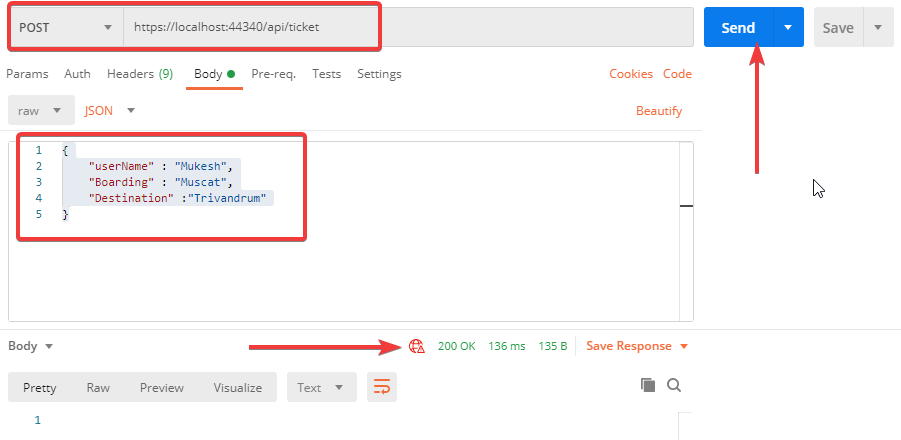 POST https://localhost:44340/api/ticket Send Save
Params Auth Headers (9) Body Pre-req. Tests Settings Cookies Code
raw JSON Beautify
1 {
2 "userName" : "Mukesh",
3 "Boarding" : "Muscat",
4 "Destination" :"Trivandrum"
5 }
Body 200 OK 136 ms 135 B Save Response
Pretty Raw Preview Visualize Text
1